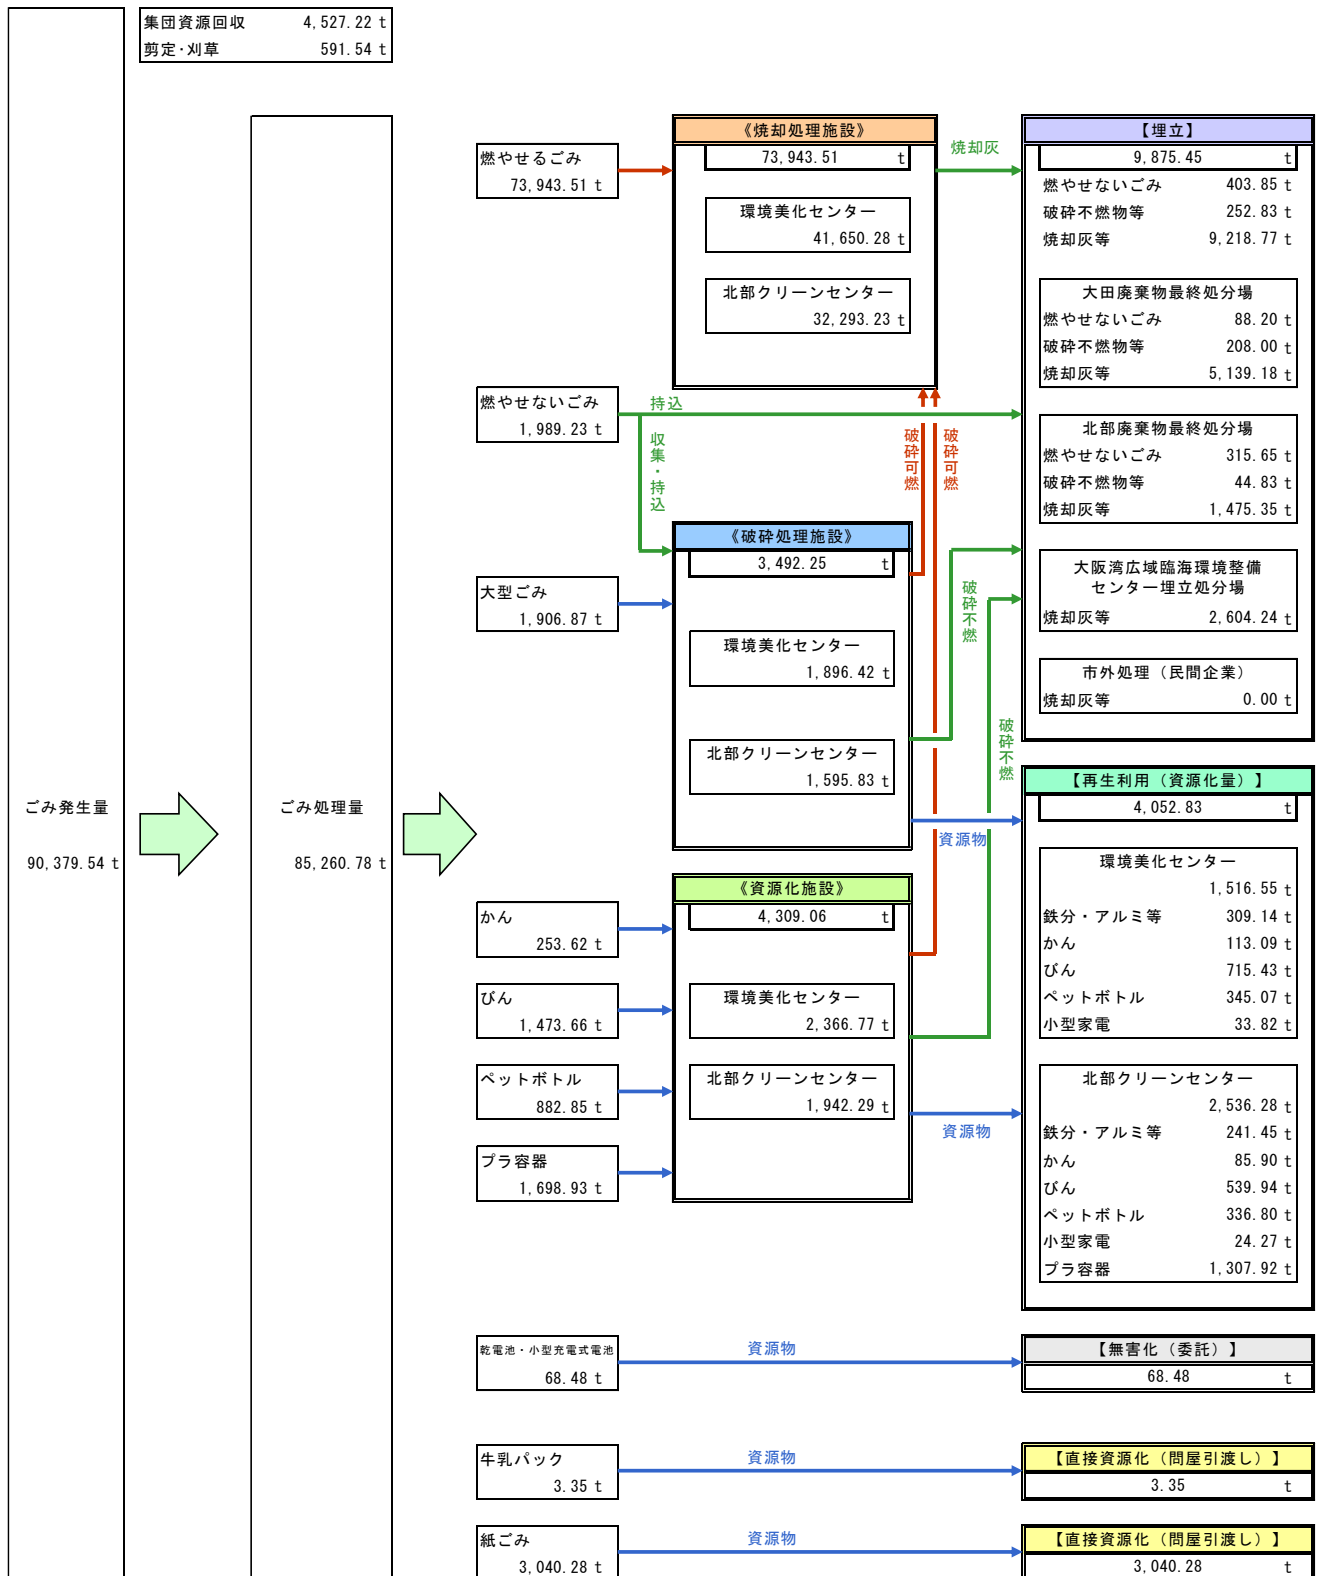 集団資源回収 4,527.22 t
剪定・刈草 591.54 t
ごみ発生量
90,379.54 t
ごみ処理量
85,260.78 t
燃やせるごみ
73,943.51 t
燃やせないごみ
1,989.23 t
持込
収集・持込
大型ごみ
1,906.87 t
かん
253.62 t
びん
1,473.66 t
ペットボトル
882.85 t
プラ容器
1,698.93 t
乾電池・小型充電式電池
68.48 t
牛乳パック
3.35 t
紙ごみ
3,040.28 t
《焼却処理施設》
73,943.51 t
環境美化センター
41,650.28 t
北部クリーンセンター
32,293.23 t
焼却灰
破砕可燃
破砕可燃
《破砕処理施設》
3,492.25 t
環境美化センター
1,896.42 t
北部クリーンセンター
1,595.83 t
破砕不燃
破砕不燃
資源物
《資源化施設》
4,309.06 t
環境美化センター
2,366.77 t
北部クリーンセンター
1,942.29 t
資源物
資源物
資源物
資源物
【埋立】
9,875.45 t
燃やせないごみ 403.85 t
破砕不燃物等 252.83 t
焼却灰等 9,218.77 t
大田廃棄物最終処分場
燃やせないごみ 88.20 t
破砕不燃物等 208.00 t
焼却灰等 5,139.18 t
北部廃棄物最終処分場
燃やせないごみ 315.65 t
破砕不燃物等 44.83 t
焼却灰等 1,475.35 t
大阪湾広域臨海環境整備
センター埋立処分場
焼却灰等 2,604.24 t
市外処理（民間企業）
焼却灰等 0.00 t
【再生利用（資源化量）】
4,052.83 t
環境美化センター
1,516.55 t
鉄分・アルミ等 309.14 t
かん 113.09 t
びん 715.43 t
ペットボトル 345.07 t
小型家電 33.82 t
北部クリーンセンター
2,536.28 t
鉄分・アルミ等 241.45 t
かん 85.90 t
びん 539.94 t
ペットボトル 336.80 t
小型家電 24.27 t
プラ容器 1,307.92 t
【無害化（委託）】
68.48 t
【直接資源化（問屋引渡し）】
3.35 t
【直接資源化（問屋引渡し）】
3,040.28 t